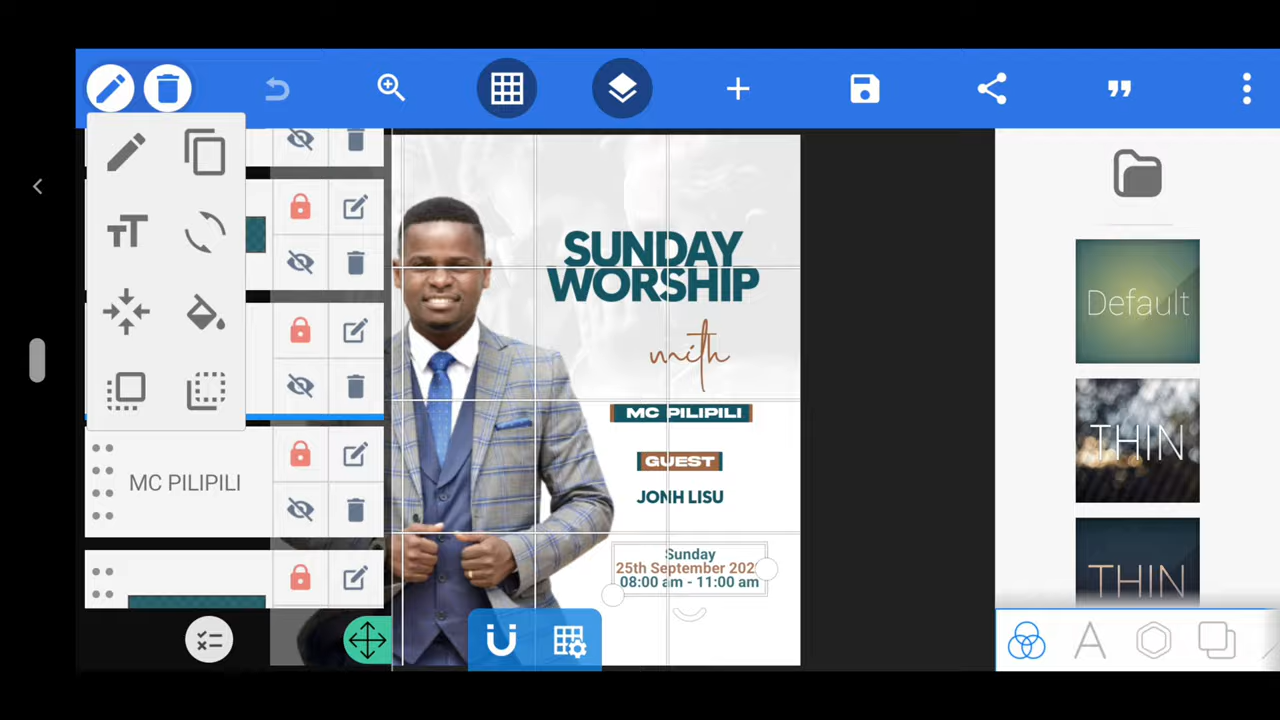 SUNDAY
WORSHIP
with
MC PILIPILI
GUEST
JONH LISU
Sunday
25th September 202
08:00 am - 11:00 am
MC PILIPILI
Default
THIN
THIN